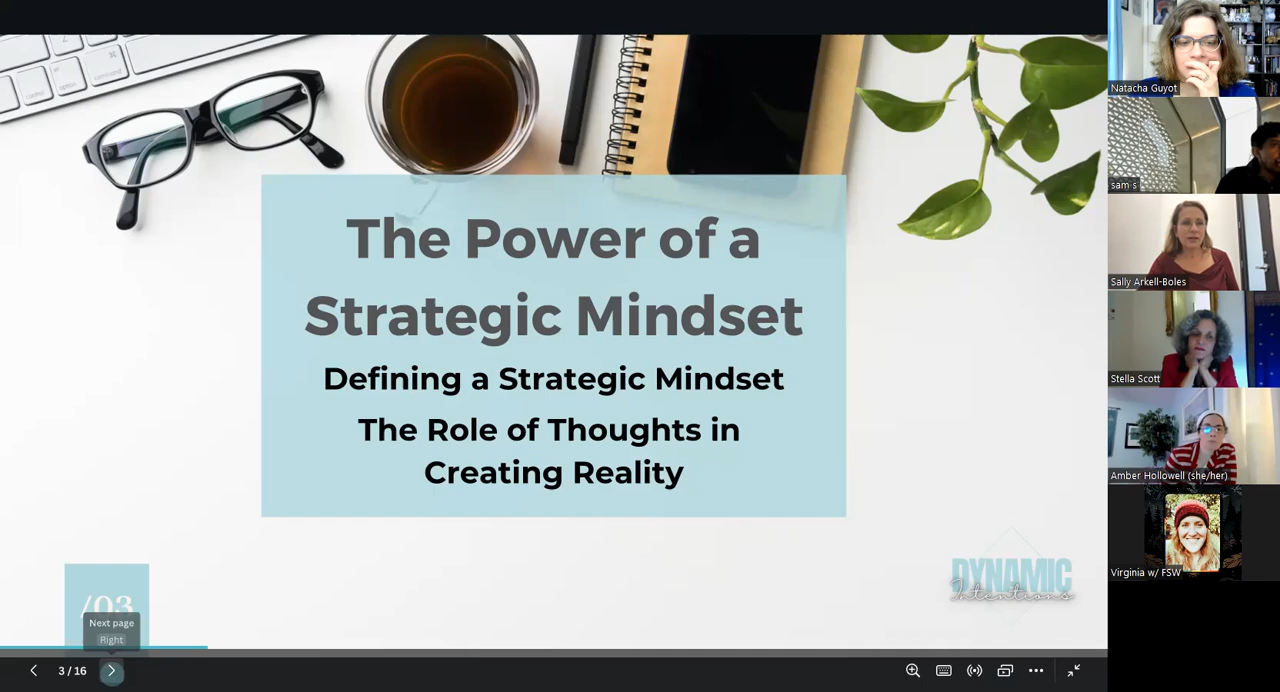 The Power of a
Strategic Mindset
Defining a Strategic Mindset
The Role of Thoughts in
Creating Reality
DYNAMIC
Intentions
/03
Next page
Right
3 / 16
Natacha Guyot
sam s
Sally Arkell-Boles
Stella Scott
Amber Hollowell (she/her)
Virginia w/ FSW